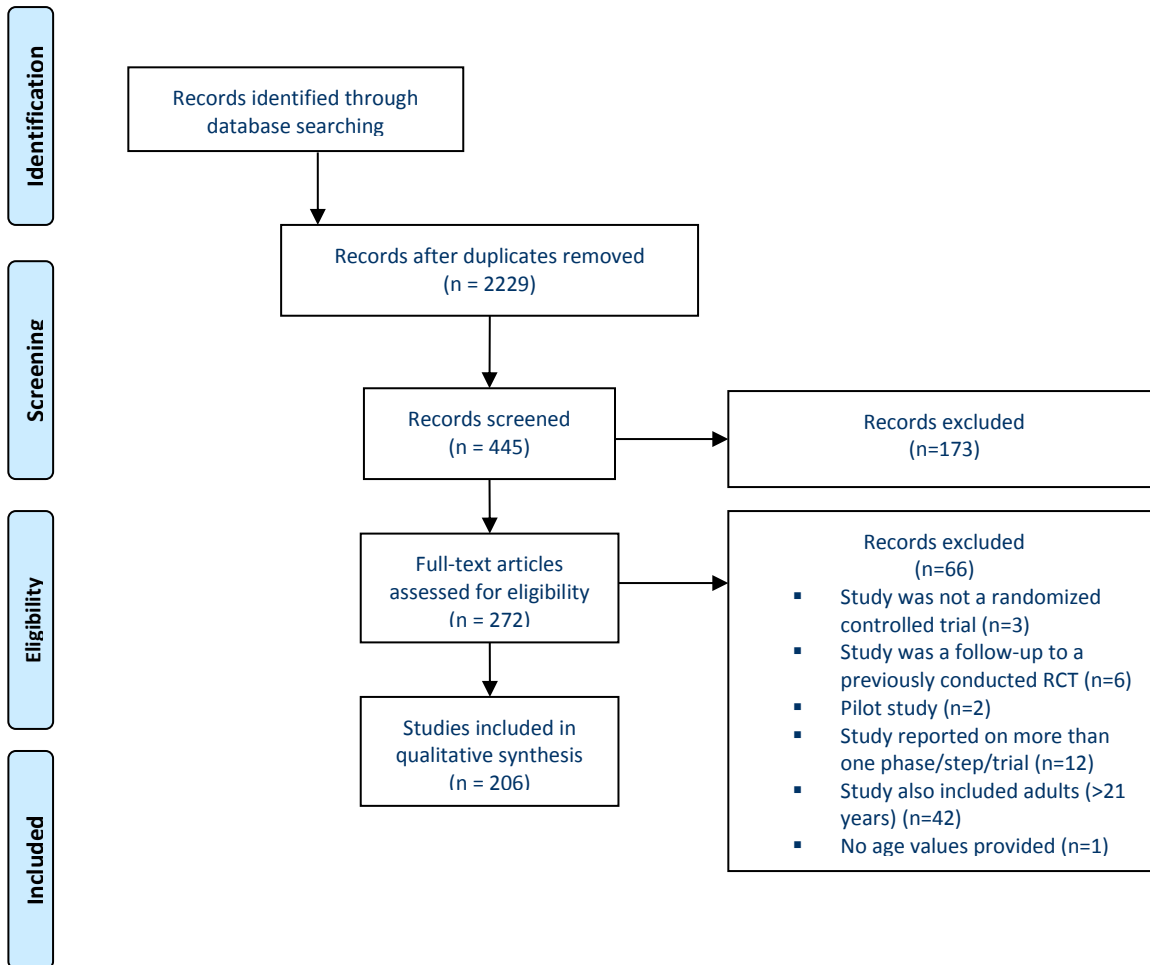 Identification
Records identified through
database searching
Records after duplicates removed
(n = 2229)
Screening
Records screened
(n = 445)
Records excluded
(n=173)
Eligibility
Full-text articles
assessed for eligibility
(n = 272)
Records excluded
(n=66)
▪ Study was not a randomized
controlled trial (n=3)
▪ Study was a follow-up to a
previously conducted RCT (n=6)
▪ Pilot study (n=2)
▪ Study reported on more than
one phase/step/trial (n=12)
▪ Study also included adults (>21
years) (n=42)
▪ No age values provided (n=1)
Included
Studies included in
qualitative synthesis
(n = 206)